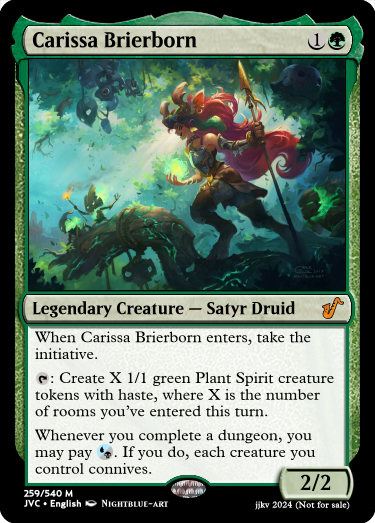 Carissa Brierborn 1
Legendary Creature — Satyr Druid
When Carissa Brierborn enters, take the
initiative.
: Create X 1/1 green Plant Spirit creature
tokens with haste, where X is the number
of rooms you've entered this turn.
Whenever you complete a dungeon, you
may pay . If you do, each creature you
control connives.
2/2
259/540 M
JVC • English NIGHTBLUE-ART
jjkv 2024 (Not for sale)